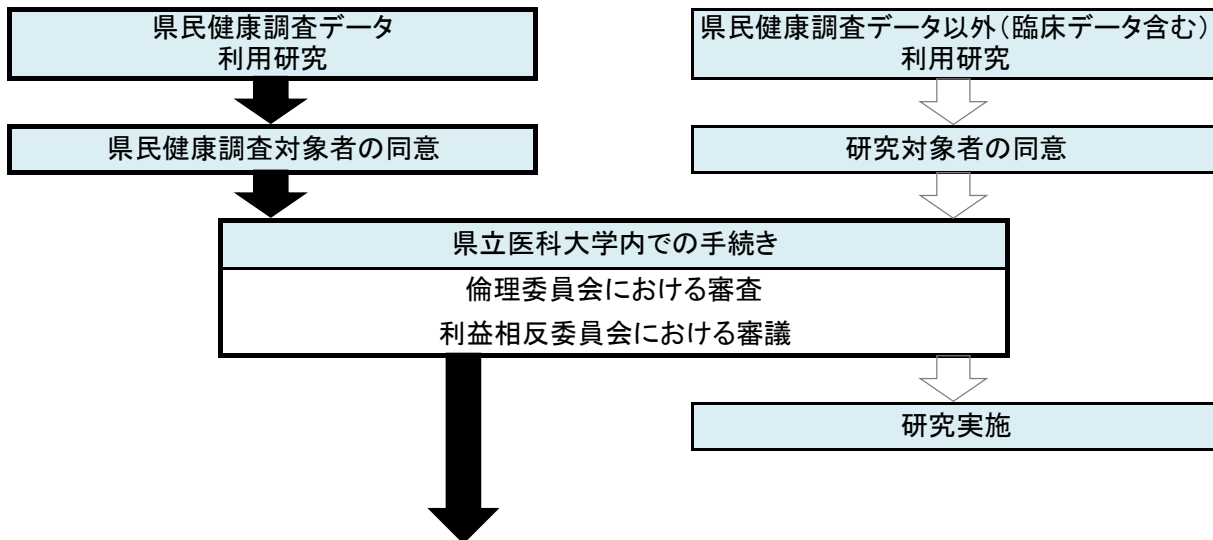 県民健康調査データ
利用研究
県民健康調査データ以外（臨床データ含む）
利用研究
県民健康調査対象者の同意
研究対象者の同意
県立医科大学内での手続き
倫理委員会における審査
利益相反委員会における審議
研究実施